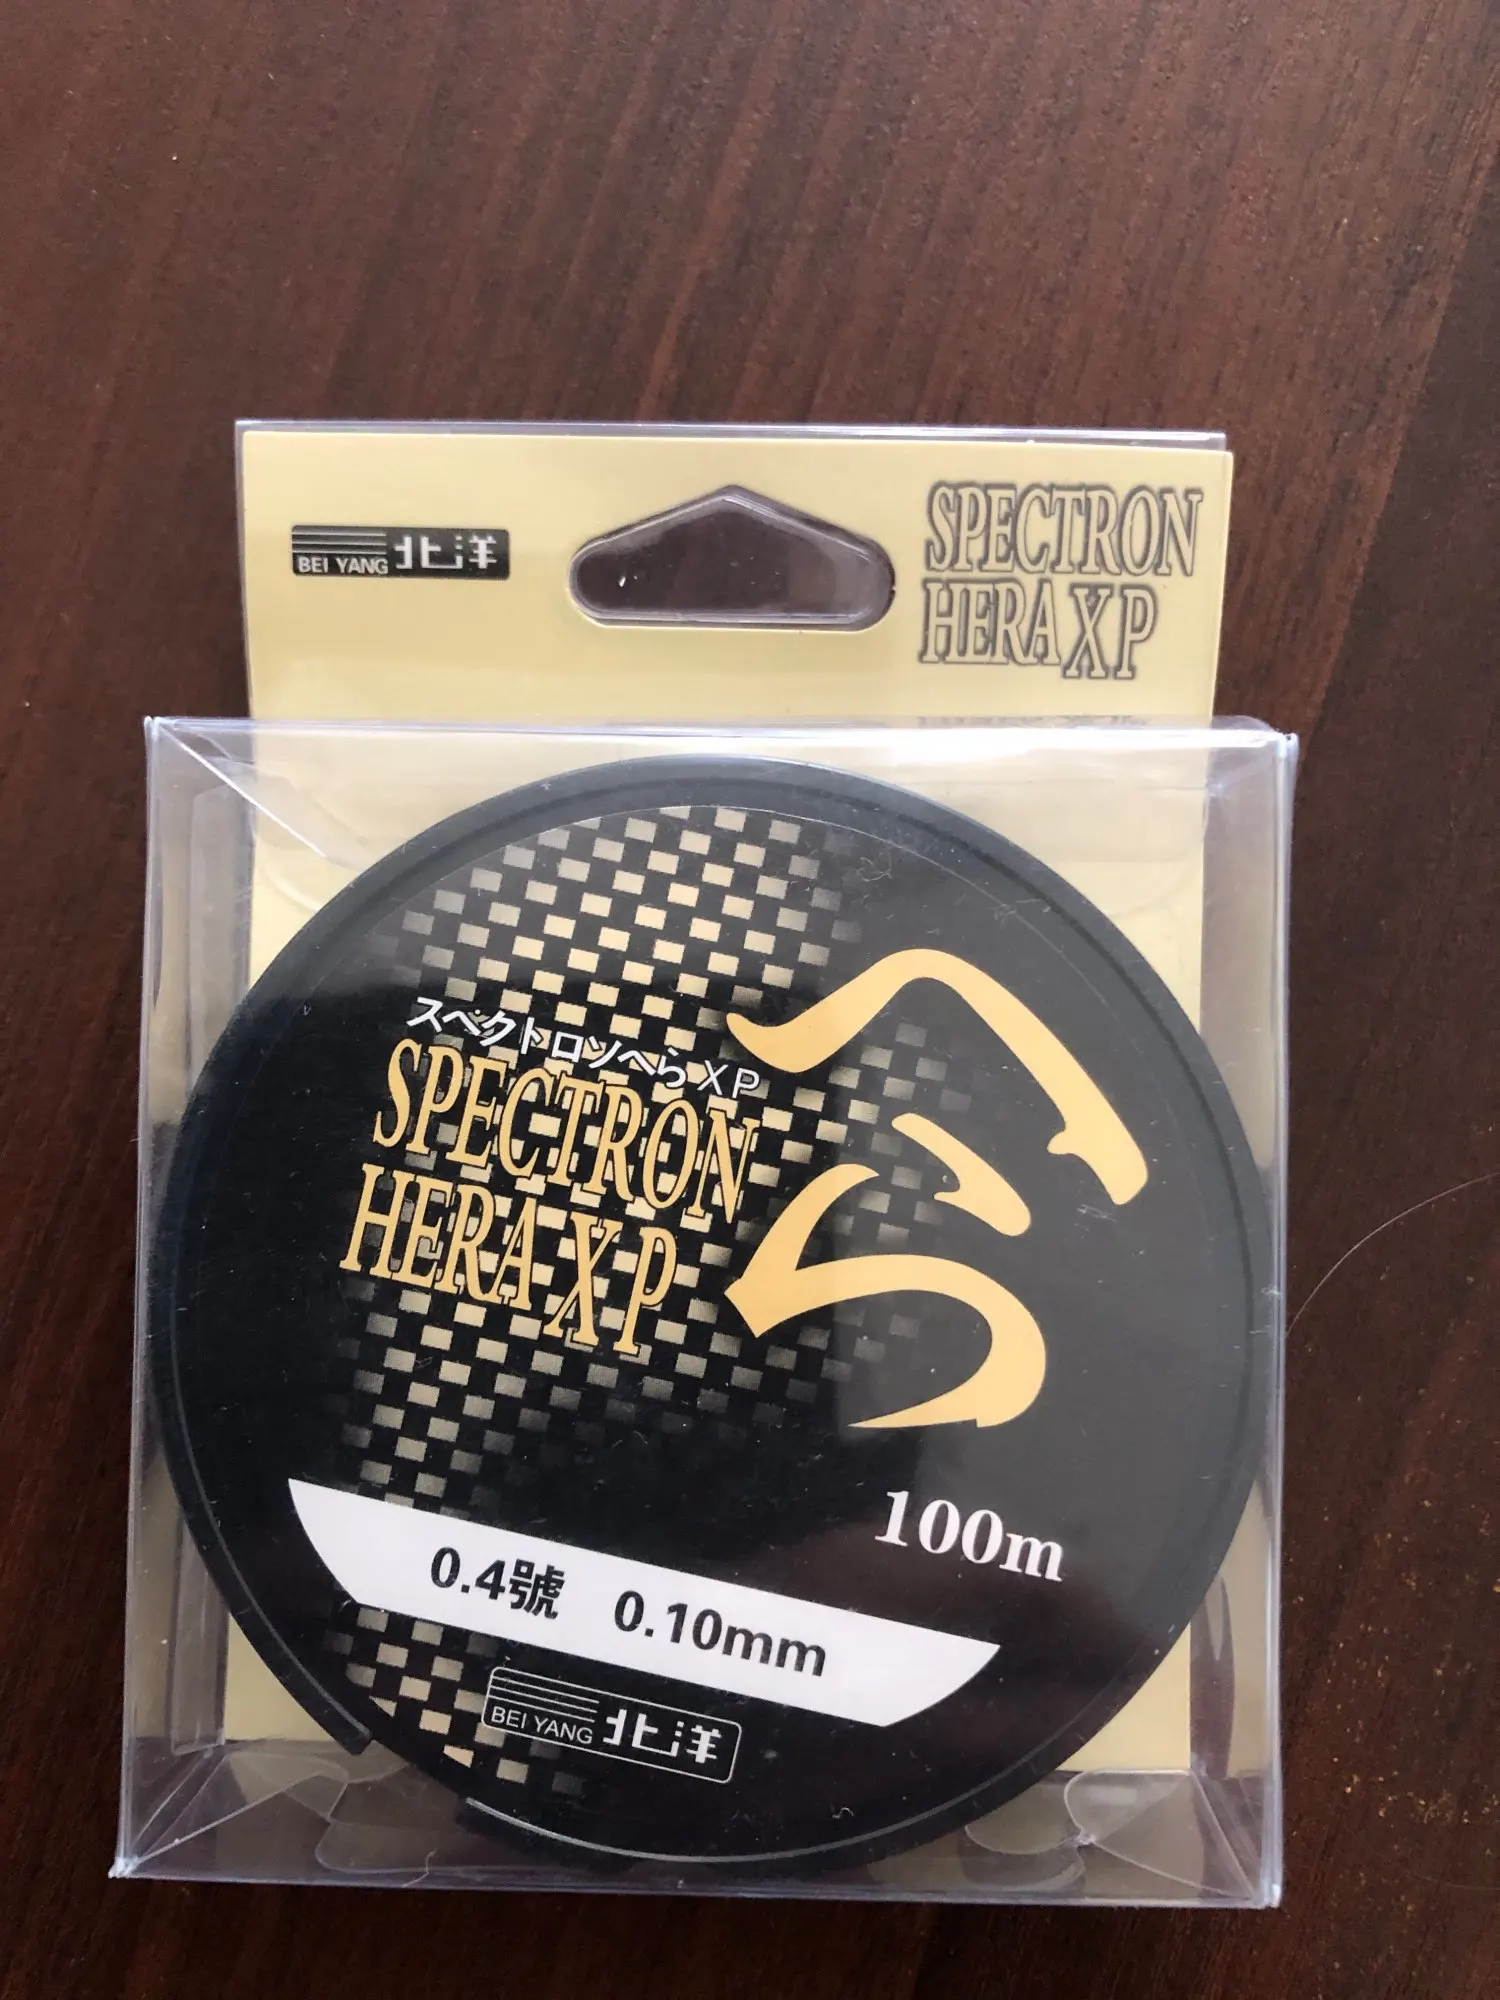 BEI YANG 北洋
SPECTRON
HERA XP
スペクトロソへらXP
SPECTRON
HERA XP
へら
100m
0.4號 0.10mm
BEI YANG 北洋